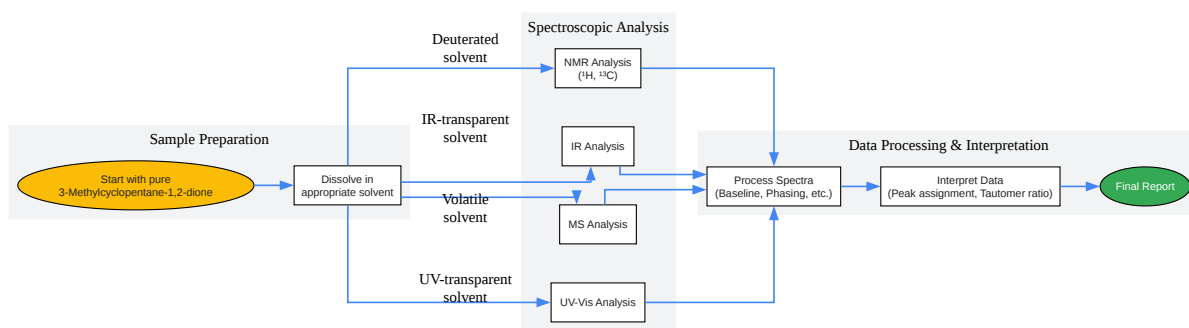 Sample Preparation
Start with pure
3-Methylcyclopentane-1,2-dione
Dissolve in
appropriate solvent
Deuterated
solvent
IR-transparent
solvent
Volatile
solvent
UV-transparent
solvent
Spectroscopic Analysis
NMR Analysis
(¹H, ¹³C)
IR Analysis
MS Analysis
UV-Vis Analysis
Data Processing & Interpretation
Process Spectra
(Baseline, Phasing, etc.)
Interpret Data
(Peak assignment, Tautomer ratio)
Final Report